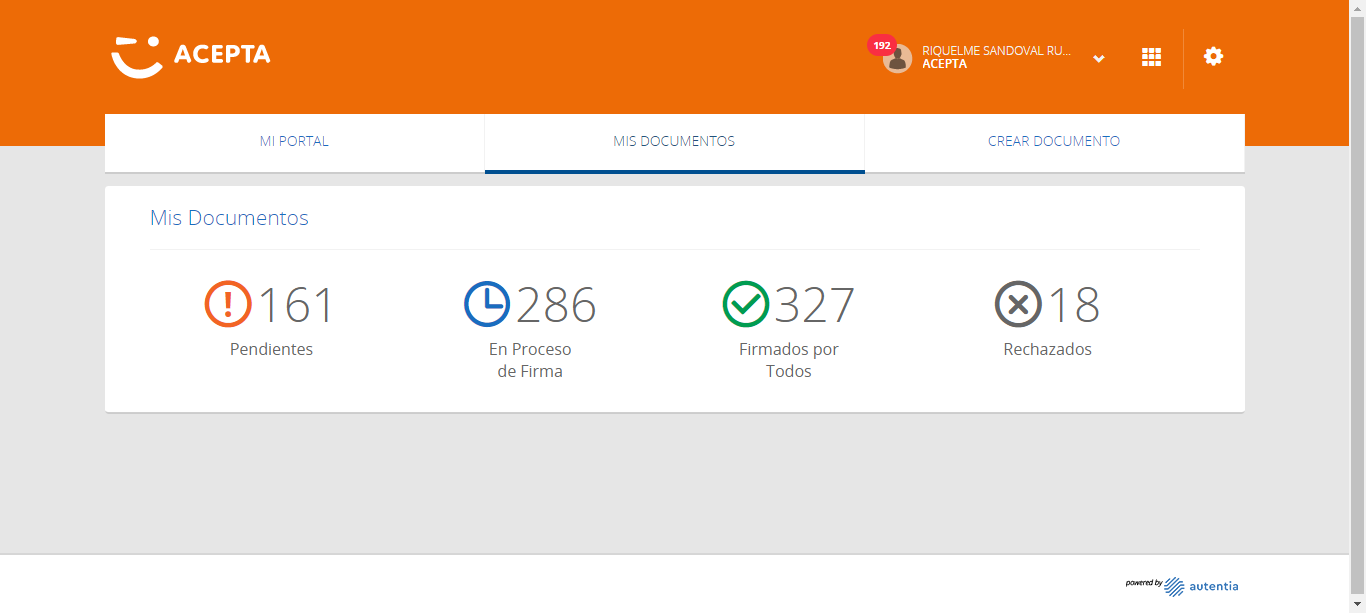 ACEPTA
192
RIQUELME SANDOVAL RU...
ACEPTA
MI PORTAL
MIS DOCUMENTOS
CREAR DOCUMENTO
Mis Documentos
161
Pendientes
286
En Proceso
de Firma
327
Firmados por
Todos
18
Rechazados
powered by autentia